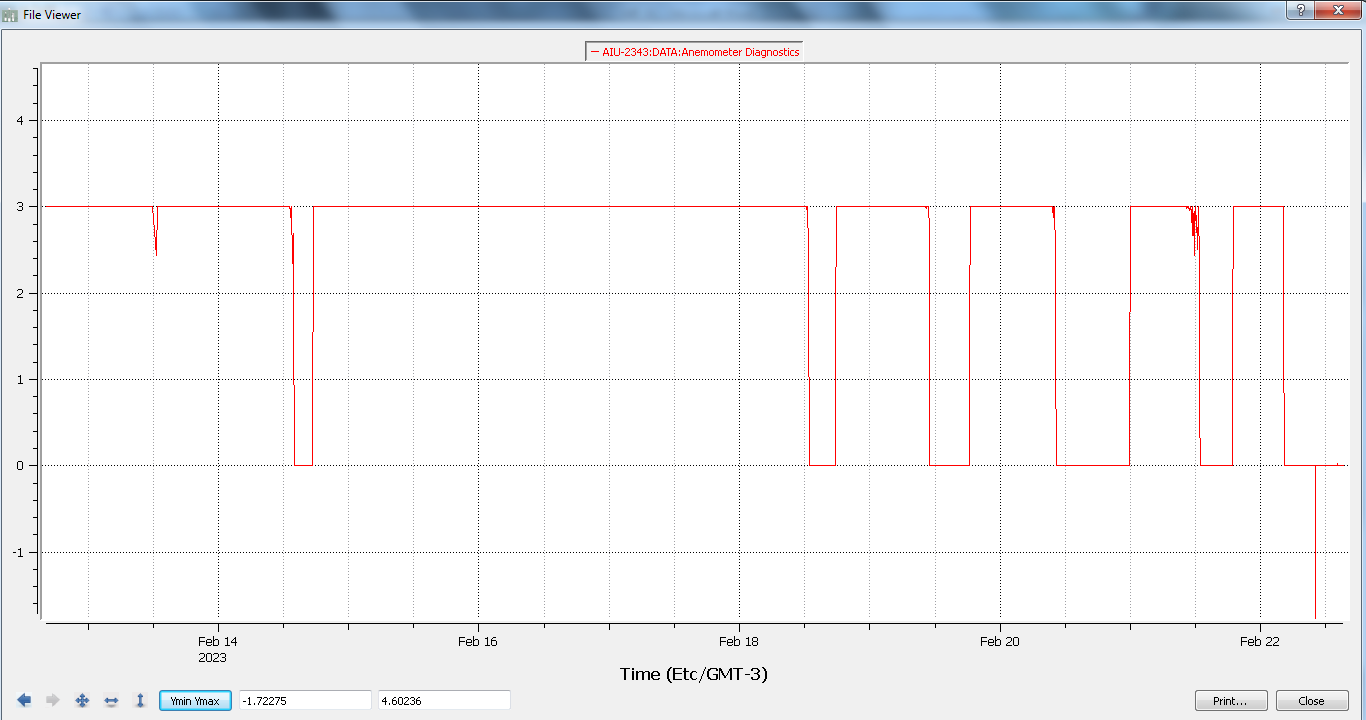 File Viewer
?
AIU-2343:DATA:Anemometer Diagnostics
4
3
2
1
0
-1
Feb 14 Feb 16 Feb 18 Feb 20 Feb 22
2023
Time (Etc/GMT-3)
Ymin Ymax -1.72275 4.60236 Print... Close